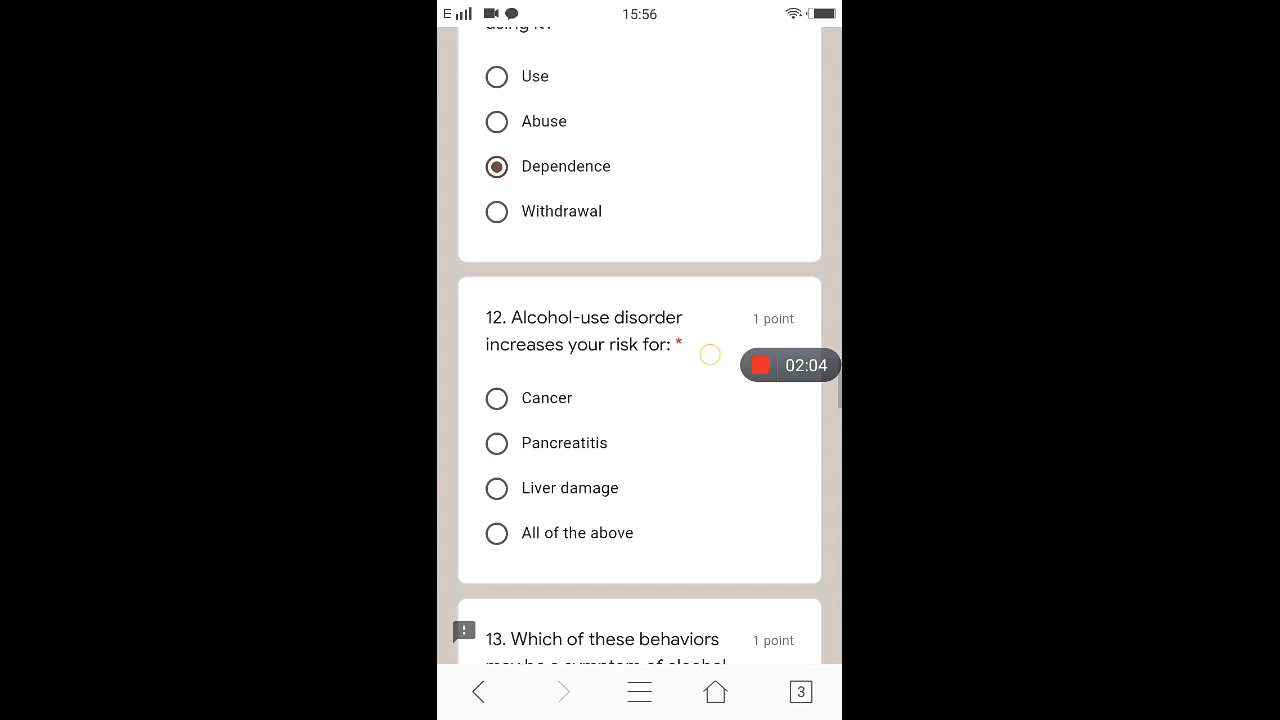 E 15:56
Use
Abuse
Dependence
Withdrawal
12. Alcohol-use disorder 1 point
increases your risk for: *
02:04
Cancer
Pancreatitis
Liver damage
All of the above
13. Which of these behaviors 1 point
3